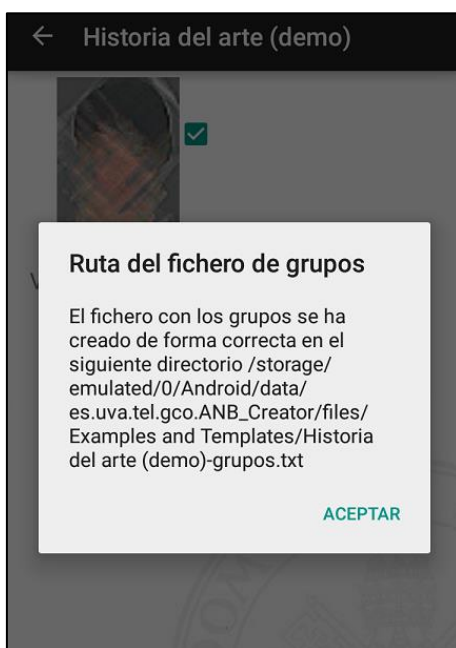 Historia del arte (demo)
Ruta del fichero de grupos
El fichero con los grupos se ha
creado de forma correcta en el
siguiente directorio /storage/
emulated/0/Android/data/
es.uva.tel.gco.ANB_Creator/files/
Examples and Templates/Historia
del arte (demo)-grupos.txt
ACEPTAR